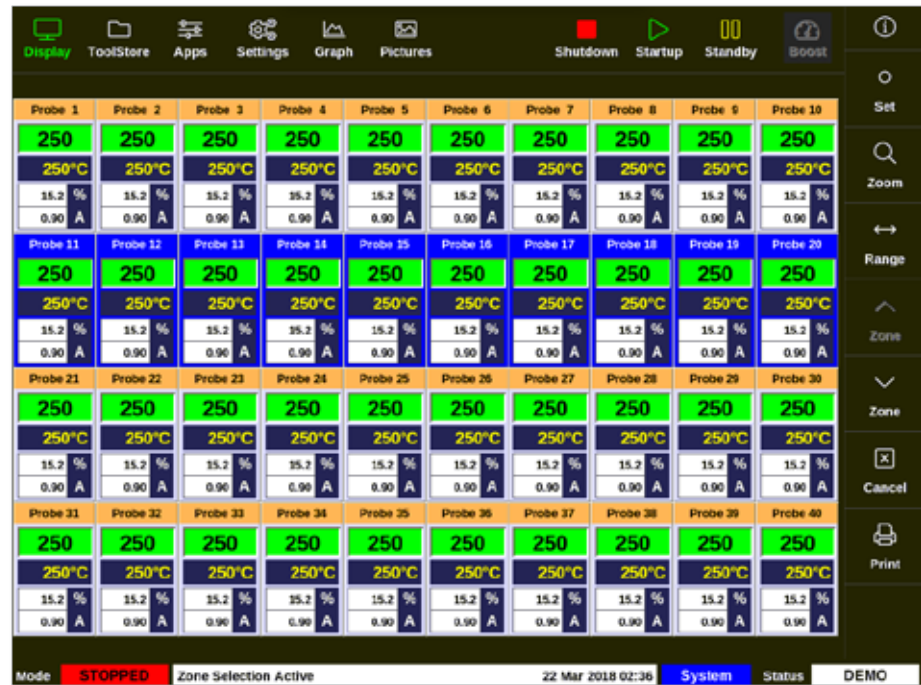 Display ToolStore Apps Settings Graph Pictures Shutdown Startup Standby Boost
Set
Zoom
Range
Zone
Zone
Cancel
Print
Probe 1 Probe 2 Probe 3 Probe 4 Probe 5 Probe 6 Probe 7 Probe 8 Probe 9 Probe 10
250 250 250 250 250 250 250 250 250 250
250°C 250°C 250°C 250°C 250°C 250°C 250°C 250°C 250°C 250°C
15.2 % 15.2 % 15.2 % 15.2 % 15.2 % 15.2 % 15.2 % 15.2 % 15.2 % 15.2 %
0.90 A 0.90 A 0.90 A 0.90 A 0.90 A 0.90 A 0.90 A 0.90 A 0.90 A 0.90 A
Probe 11 Probe 12 Probe 13 Probe 14 Probe 15 Probe 16 Probe 17 Probe 18 Probe 19 Probe 20
250 250 250 250 250 250 250 250 250 250
250°C 250°C 250°C 250°C 250°C 250°C 250°C 250°C 250°C 250°C
15.2 % 15.2 % 15.2 % 15.2 % 15.2 % 15.2 % 15.2 % 15.2 % 15.2 % 15.2 %
0.90 A 0.90 A 0.90 A 0.90 A 0.90 A 0.90 A 0.90 A 0.90 A 0.90 A 0.90 A
Probe 21 Probe 22 Probe 23 Probe 24 Probe 25 Probe 26 Probe 27 Probe 28 Probe 29 Probe 30
250 250 250 250 250 250 250 250 250 250
250°C 250°C 250°C 250°C 250°C 250°C 250°C 250°C 250°C 250°C
15.2 % 15.2 % 15.2 % 15.2 % 15.2 % 15.2 % 15.2 % 15.2 % 15.2 % 15.2 %
0.90 A 0.90 A 0.90 A 0.90 A 0.90 A 0.90 A 0.90 A 0.90 A 0.90 A 0.90 A
Probe 31 Probe 32 Probe 33 Probe 34 Probe 35 Probe 36 Probe 37 Probe 38 Probe 39 Probe 40
250 250 250 250 250 250 250 250 250 250
250°C 250°C 250°C 250°C 250°C 250°C 250°C 250°C 250°C 250°C
15.2 % 15.2 % 15.2 % 15.2 % 15.2 % 15.2 % 15.2 % 15.2 % 15.2 % 15.2 %
0.90 A 0.90 A 0.90 A 0.90 A 0.90 A 0.90 A 0.90 A 0.90 A 0.90 A 0.90 A
Mode STOPPED Zone Selection Active 22 Mar 2018 02:36 System Status DEMO